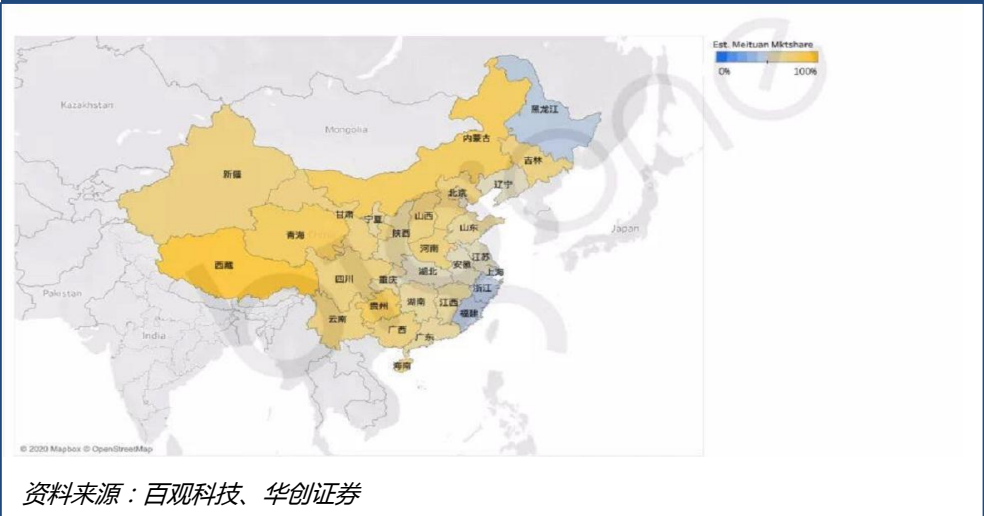 Est. Meituan Mktshare
0%
100%
Kazakhstan
Mongolia
黑龙江
内蒙古
吉林
新疆
辽宁
北京
甘肃
宁夏
山西
青海
陕西
山东
Japan
河南
西藏
江苏
安徽
上海
湖北
四川
重庆
浙江
Pakistan
贵州
湖南
江西
福建
云南
India
广西
广东
海南
© 2020 Mapbox © OpenStreetMap
资料来源：百观科技、华创证券